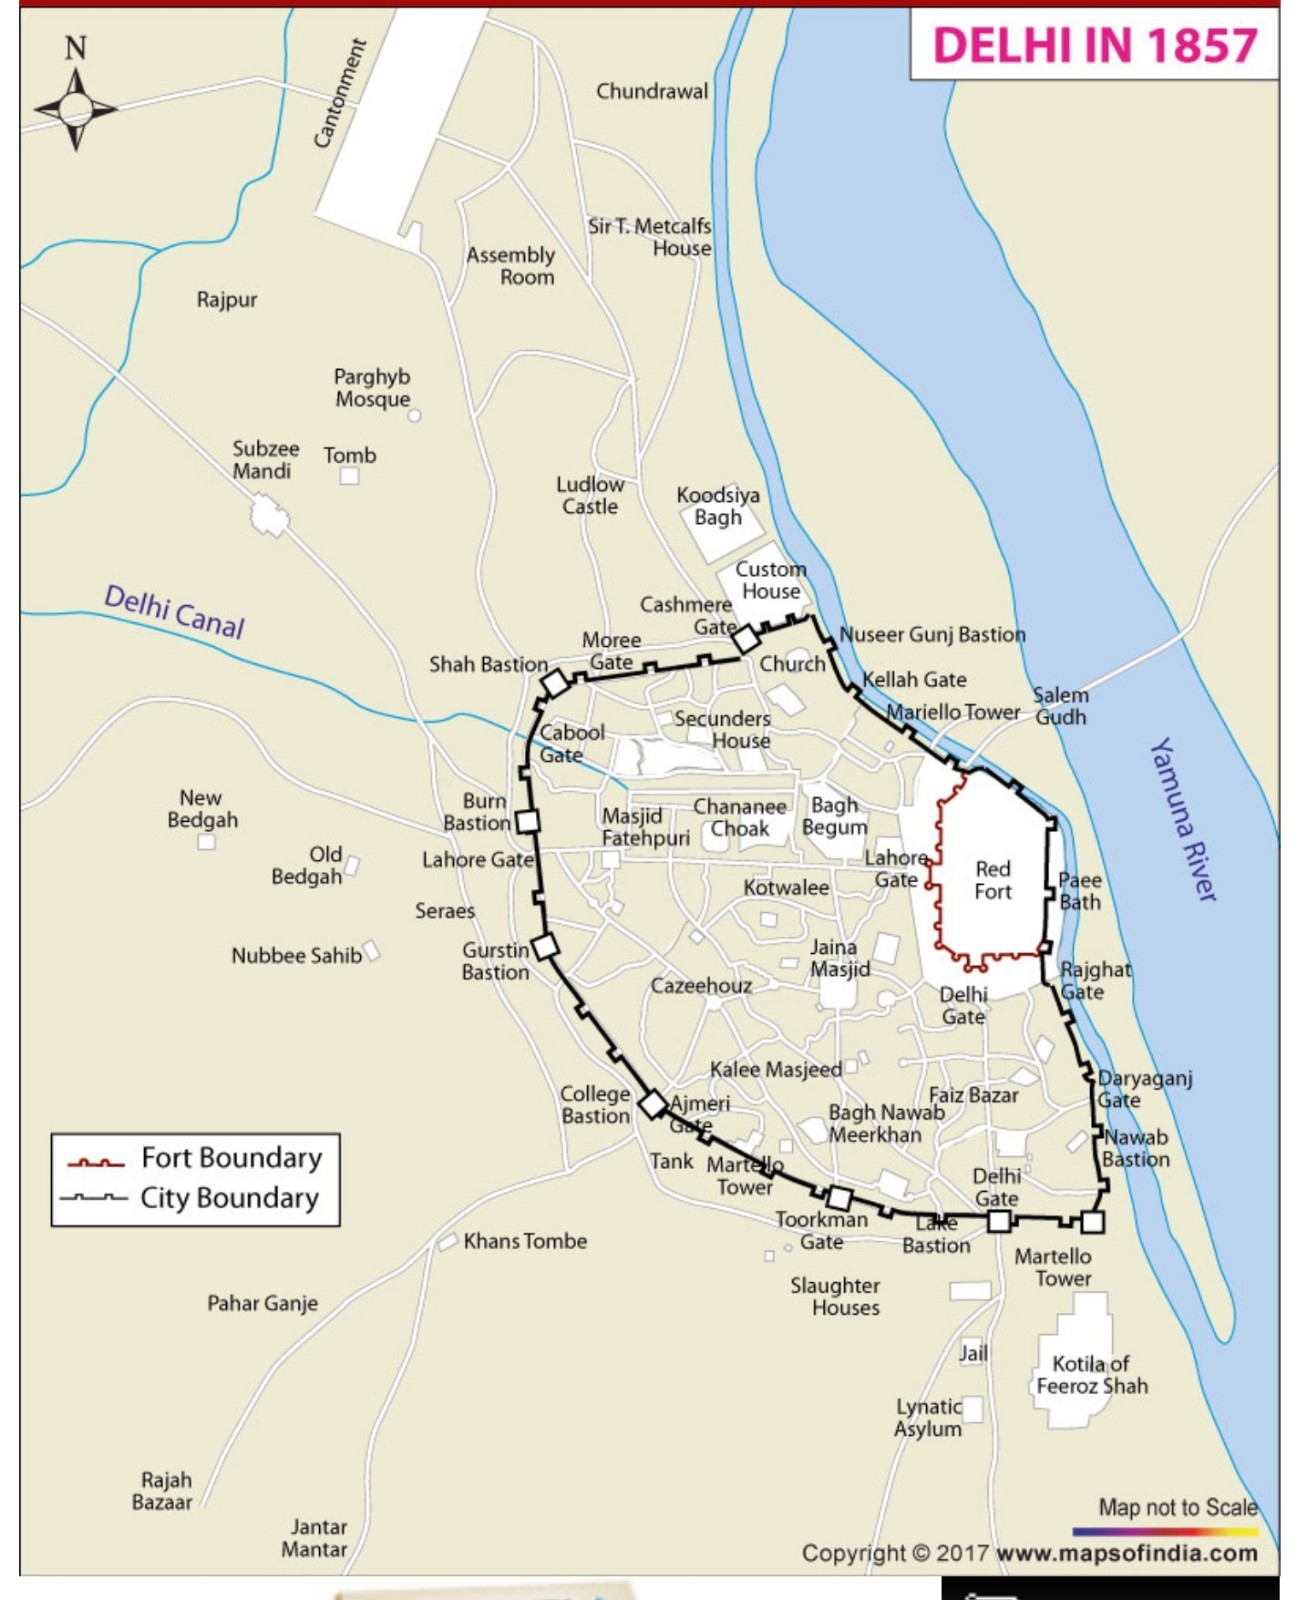 DELHI IN 1857
N
Cantonment
Chundrawal
Sir T. Metcalfs
House
Assembly
Room
Rajpur
Parghyb
Mosque
Subzee
Mandi
Tomb
Ludlow
Castle
Koodsiya
Bagh
Custom
House
Delhi Canal
Cashmere
Gate
Moree
Gate
Shah Bastion
Church
Nuseer Gunj Bastion
Kellah Gate
Mariello Tower
Salem
Gudh
Secunders
House
Cabool
Gate
Yamuna River
New
Bedgah
Burn
Bastion
Masjid
Fatehpuri
Chananee
Choak
Bagh
Begum
Old
Bedgah
Lahore Gate
Lahore
Gate
Red
Fort
Paee
Bath
Kotwalee
Seraes
Nubbee Sahib
Gurstin
Bastion
Jaina
Masjid
Cazeehouz
Rajghat
Gate
Delhi
Gate
Kalee Masjeed
Faiz Bazar
Daryaganj
Gate
College
Bastion
Ajmeri
Gate
Bagh Nawab
Meerkhan
Nawab
Bastion
Fort Boundary
City Boundary
Tank
Martello
Tower
Delhi
Gate
Toorkman
Gate
Lake
Bastion
Khans Tombe
Martello
Tower
Pahar Ganje
Slaughter
Houses
Jail
Kotila of
Feeroz Shah
Lynatic
Asylum
Rajah
Bazaar
Jantar
Mantar
Map not to Scale
Copyright © 2017 www.mapsofindia.com